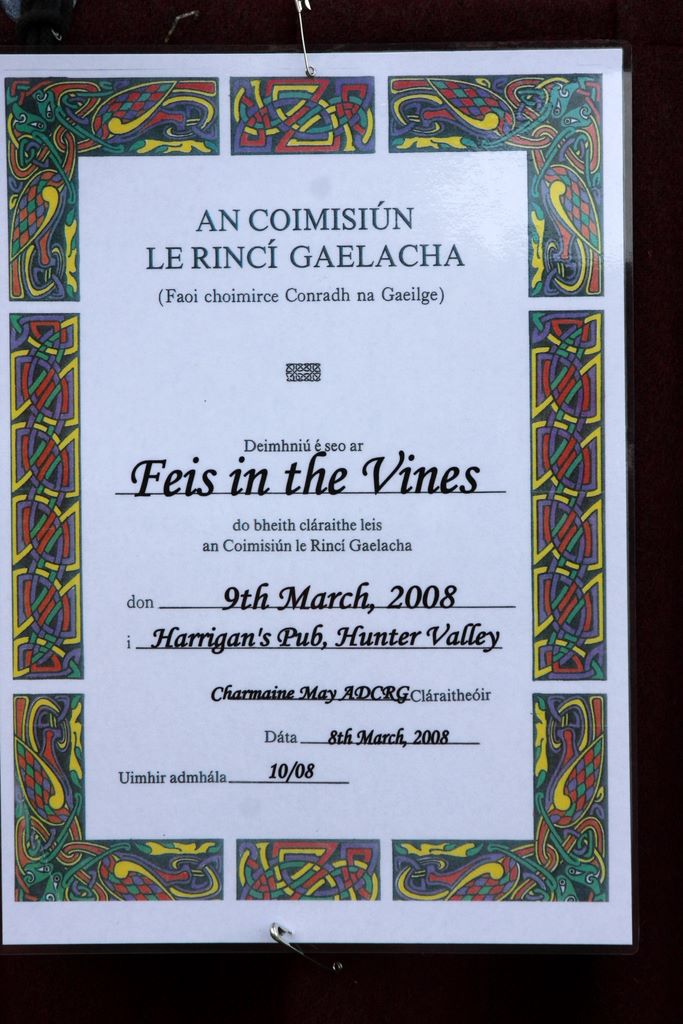 AN COIMISIÚN
LE RINCÍ GAELACHA
(Faoi choimirce Conradh na Gaeilge)
Deimhniú é seo ar
Feis in the Vines
do bheith cláraithe leis
an Coimisiún le Rincí Gaelacha
don 9th March, 2008
i Harrigan's Pub, Hunter Valley
Charmaine May ADCRG Cláraitheóir
Dáta 8th March, 2008
Uimhir admhála 10/08